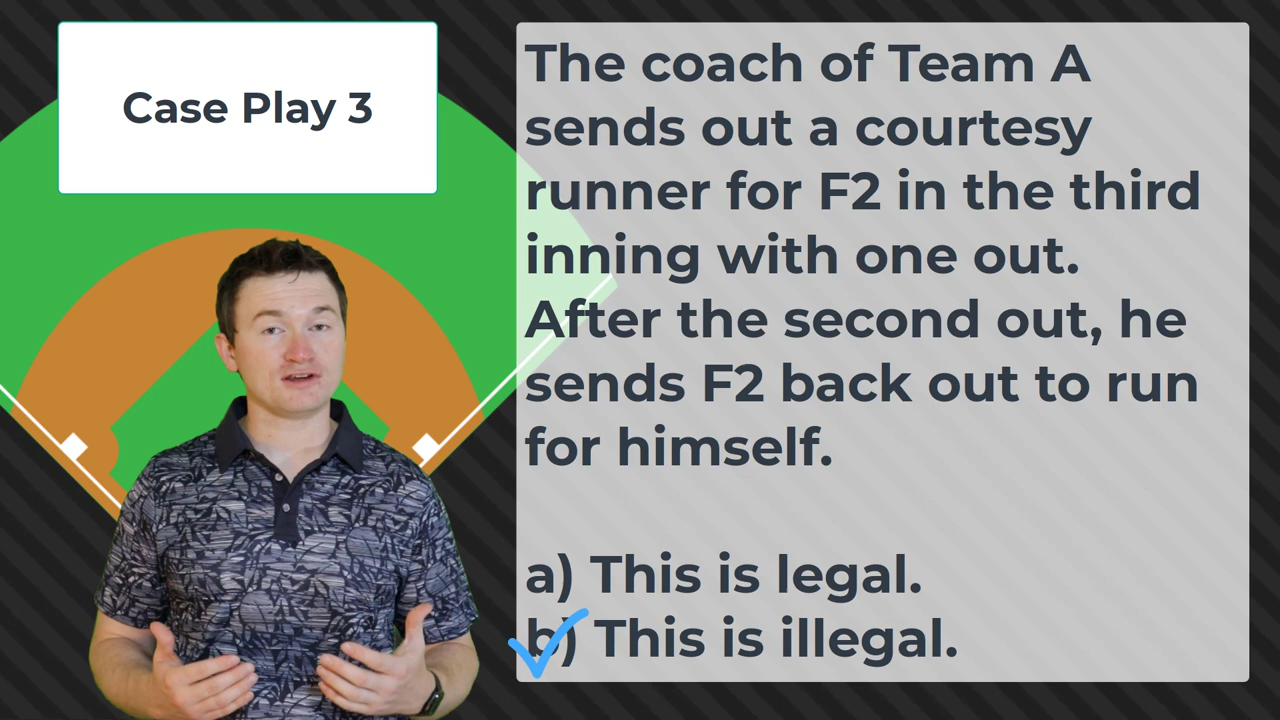 Case Play 3
The coach of Team A
sends out a courtesy
runner for F2 in the third
inning with one out.
After the second out, he
sends F2 back out to run
for himself.
a) This is legal.
b) This is illegal.